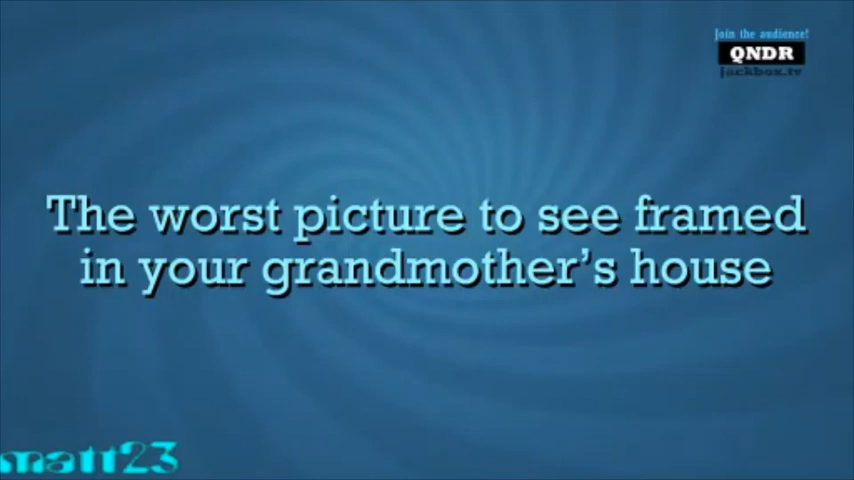 Join the audience!
QNDR
jackbox.tv
The worst picture to see framed
in your grandmother's house
matt23